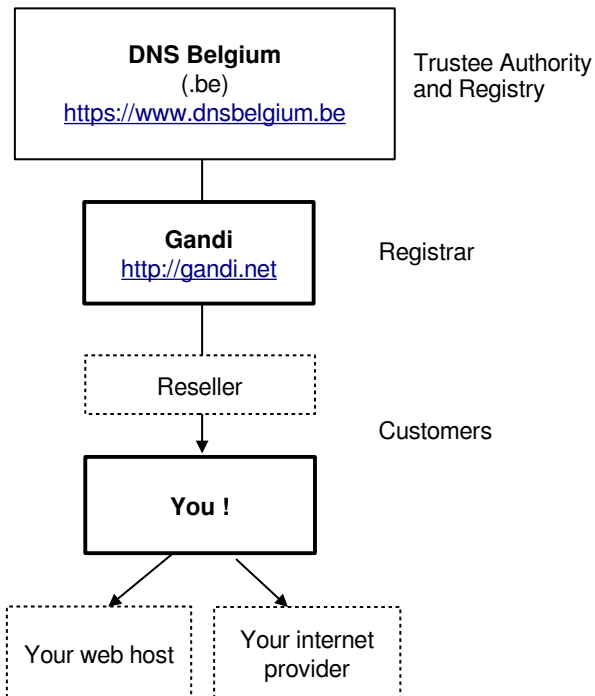 DNS Belgium
(.be)
https://www.dnsbelgium.be
Trustee Authority
and Registry
Gandi
http://gandi.net
Registrar
Reseller
Customers
You !
Your web host
Your internet
provider